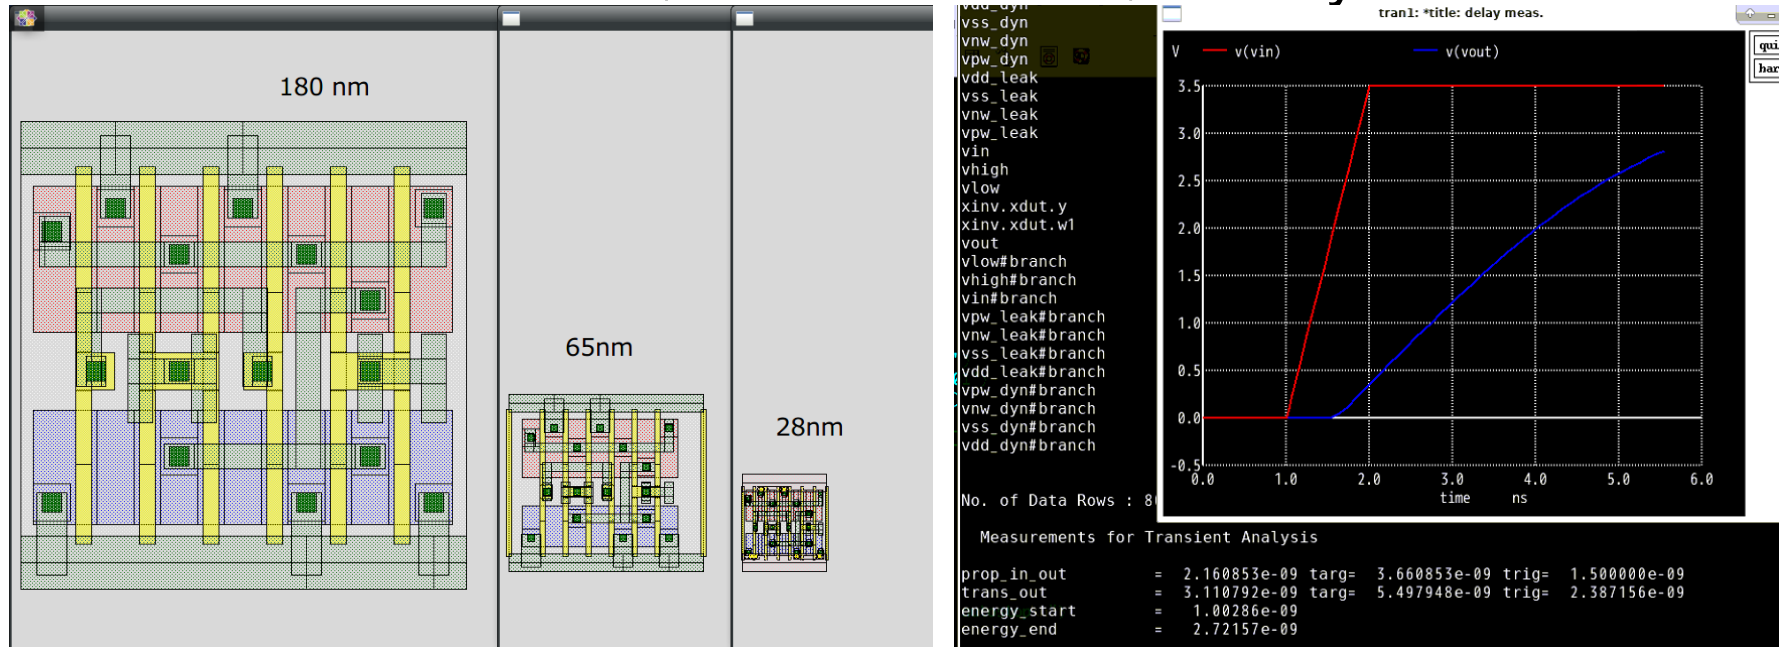 180 nm
65nm
28nm
vss_dyn
vnw_dyn
vpw_dyn
vdd_leak
vss_leak
vnw_leak
vpw_leak
vin
vhigh
vlow
xinv.xdut.y
xinv.xdut.w1
vout
vlow#branch
vhigh#branch
vin#branch
vpw_leak#branch
vnw_leak#branch
vss_leak#branch
vdd_leak#branch
vpw_dyn#branch
vnw_dyn#branch
vss_dyn#branch
vdd_dyn#branch
No. of Data Rows : 8
tran1: *title: delay meas.
qui
har
V v(vin) v(vout)
3.5
3.0
2.5
2.0
1.5
1.0
0.5
0.0
-0.5
0.0 1.0 2.0 3.0 4.0 5.0 6.0
time ns
Measurements for Transient Analysis
prop_in_out = 2.160853e-09 targ= 3.660853e-09 trig= 1.500000e-09
trans_out = 3.110792e-09 targ= 5.497948e-09 trig= 2.387156e-09
energy_start = 1.00286e-09
energy_end = 2.72157e-09